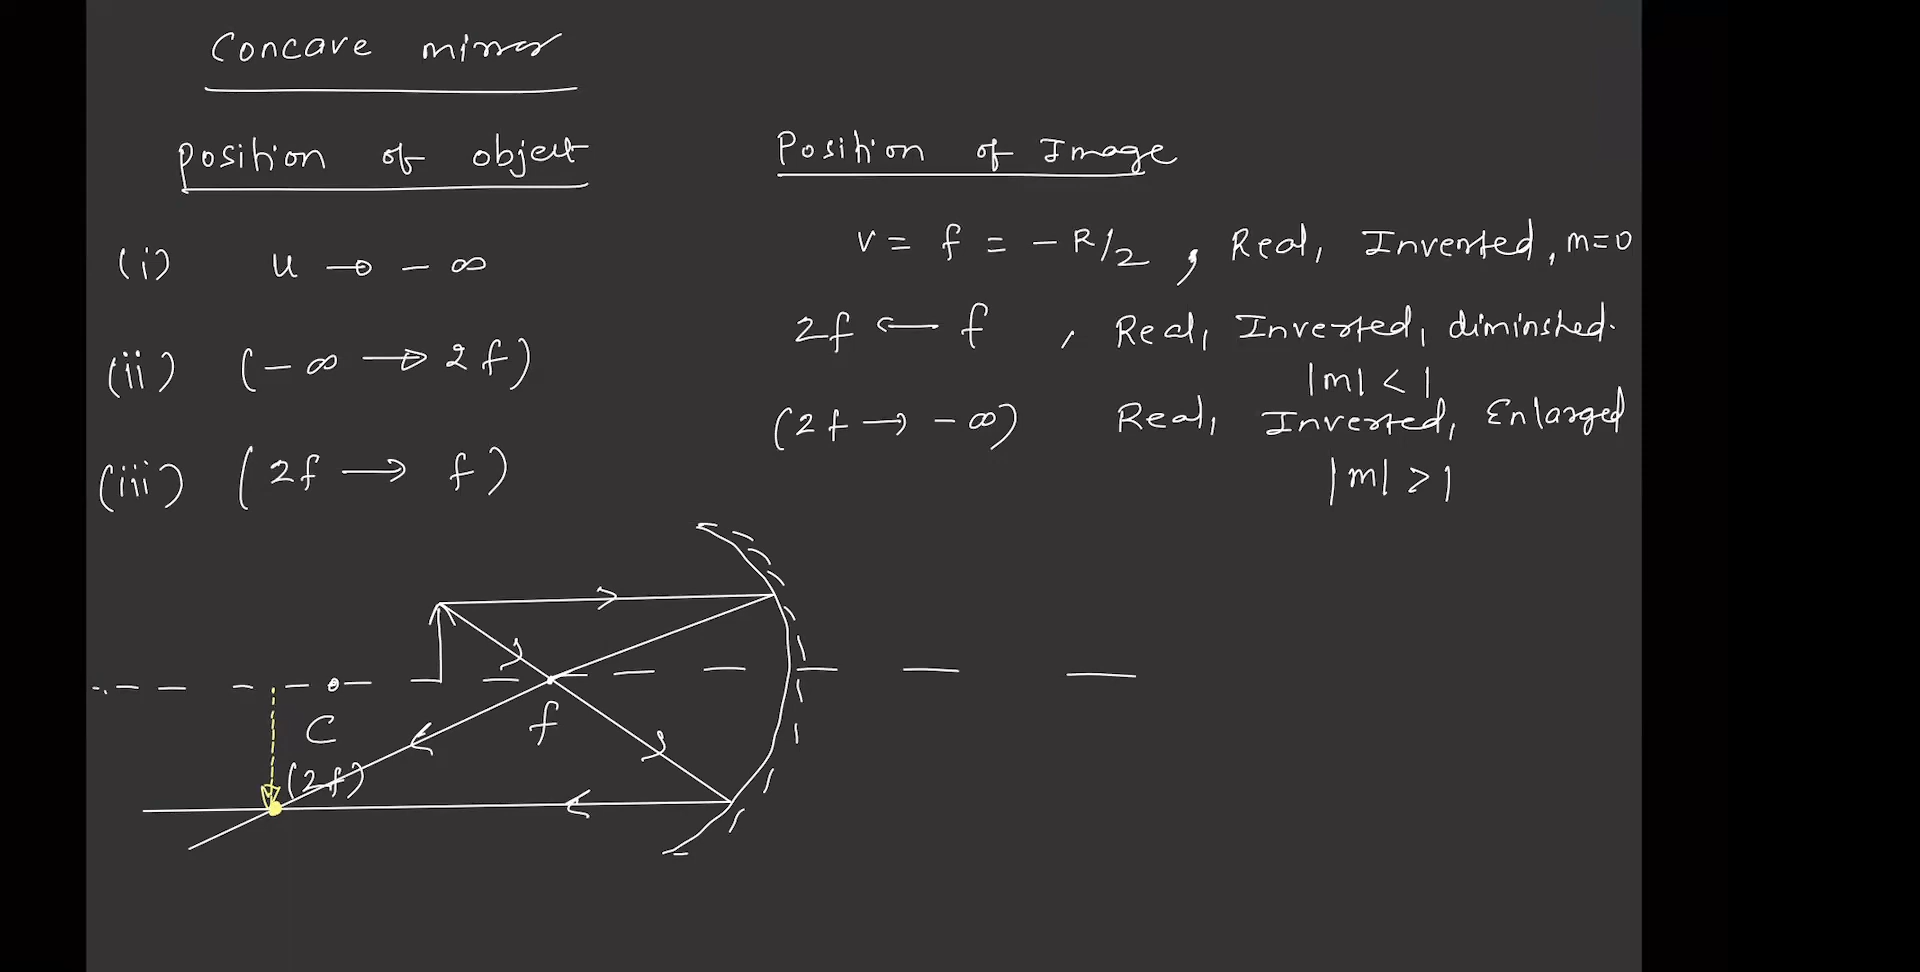 Concave mirror
Position of object Position of Image
(i) u → - ∞ v = f = - R/2 , Real, Inverted, m=0
(ii) (- ∞ → 2f) 2f ← f , Real, Inverted, diminshed.
|m| < 1
(iii) (2f → f) (2f → - ∞) Real, Inverted, Enlarged
|m| > 1
C f
(2f)